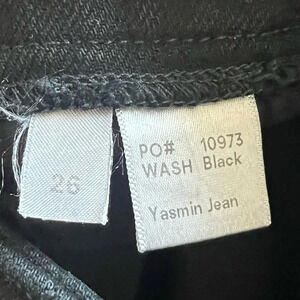 26
PO# 10973
WASH Black
Yasmin Jean